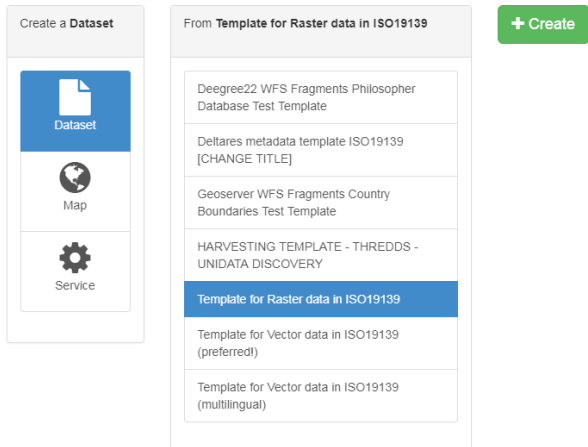 Create a Dataset
From Template for Raster data in ISO19139
+ Create
Dataset
Map
Service
Deegree22 WFS Fragments Philosopher
Database Test Template
Deltares metadata template ISO19139
[CHANGE TITLE]
Geoserver WFS Fragments Country
Boundaries Test Template
HARVESTING TEMPLATE - THREDDS -
UNIDATA DISCOVERY
Template for Raster data in ISO19139
Template for Vector data in ISO19139
(preferred!)
Template for Vector data in ISO19139
(multilingual)